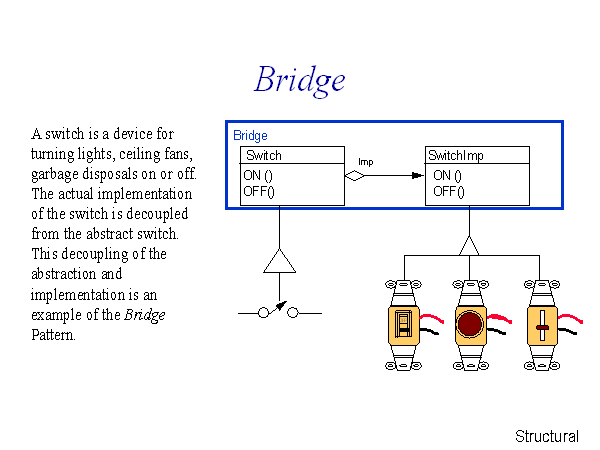 Bridge
A switch is a device for
turning lights, ceiling fans,
garbage disposals on or off.
The actual implementation
of the switch is decoupled
from the abstract switch.
This decoupling of the
abstraction and
implementation is an
example of the Bridge
Pattern.
Bridge
Switch
ON ()
OFF()
Imp
SwitchImp
ON ()
OFF()
Structural